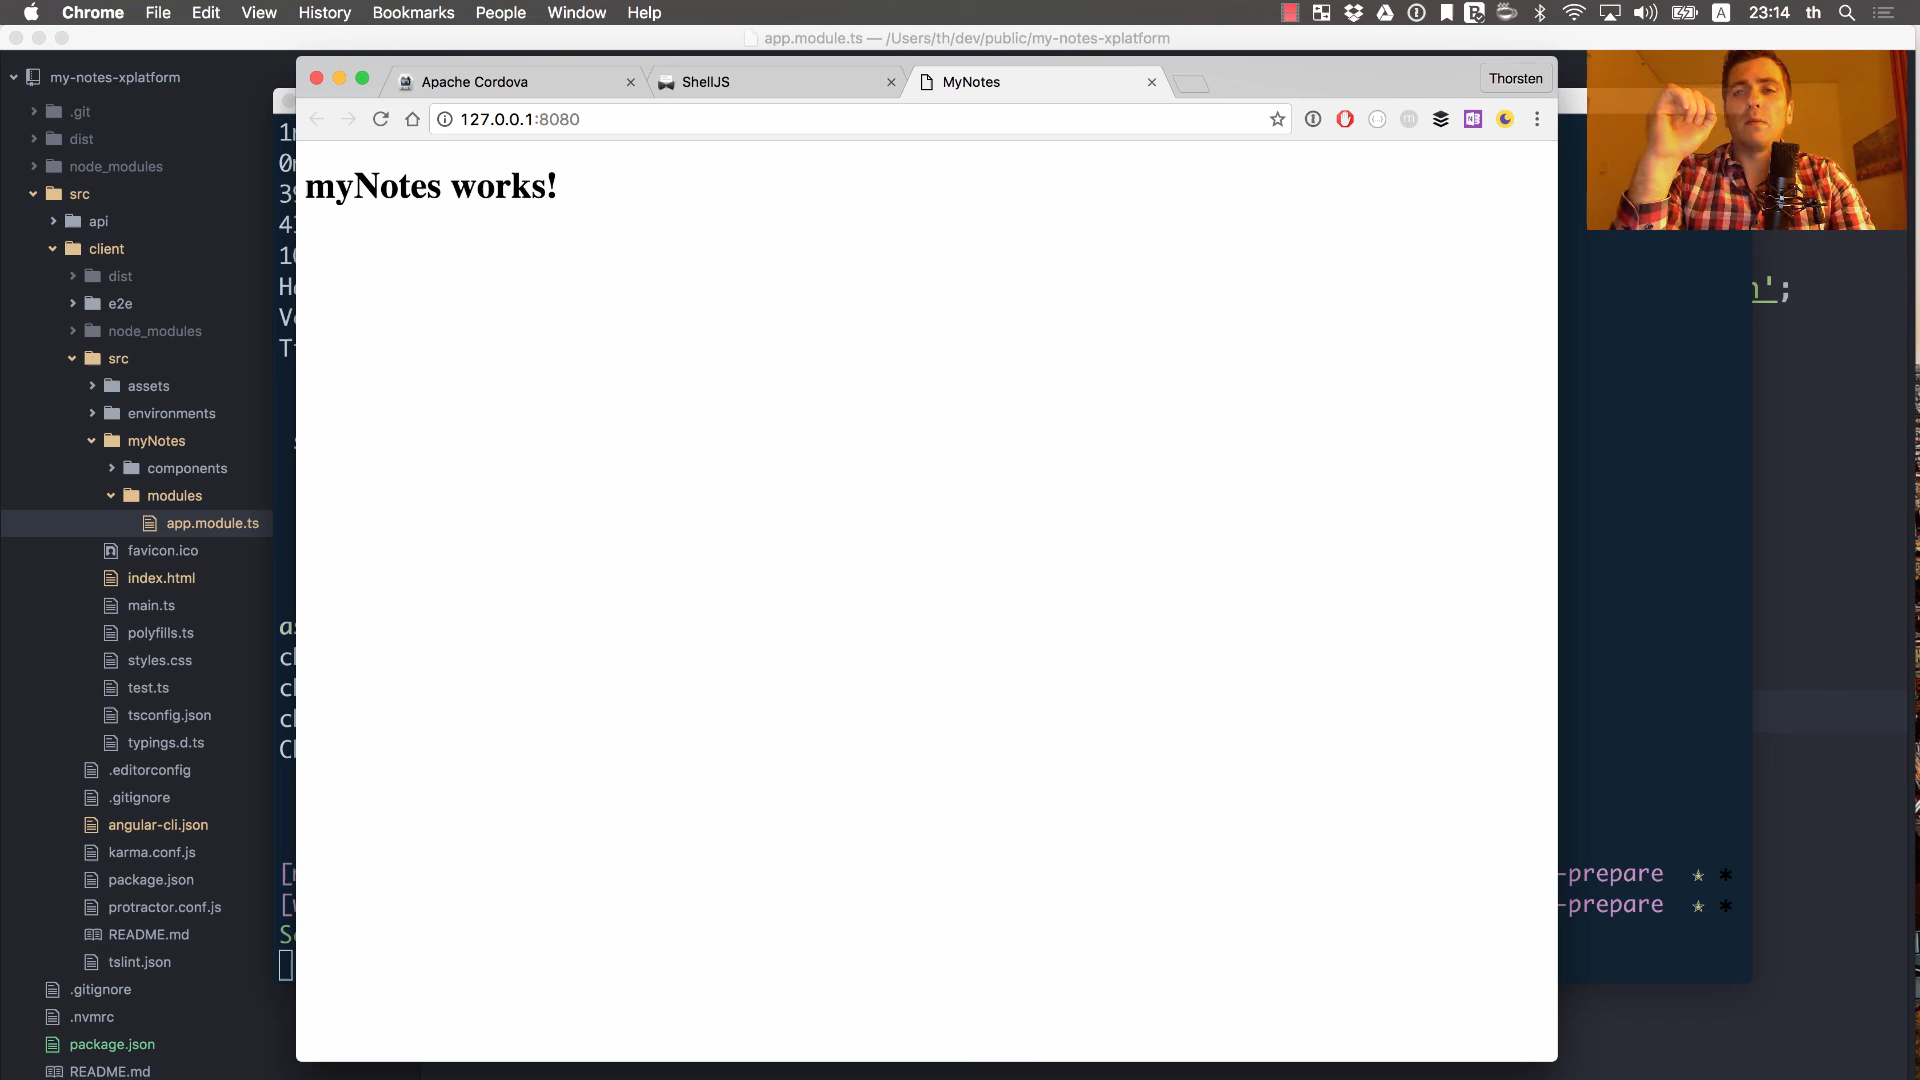 Chrome File Edit View History Bookmarks People Window Help 23:14 th
app.module.ts — /Users/th/dev/public/my-notes-xplatform
my-notes-xplatform
.git
dist
node_modules
src
api
client
dist
e2e
node_modules
src
assets
environments
myNotes
components
modules
app.module.ts
favicon.ico
index.html
main.ts
polyfills.ts
styles.css
test.ts
tsconfig.json
typings.d.ts
.editorconfig
.gitignore
angular-cli.json
karma.conf.js
package.json
protractor.conf.js
README.md
tslint.json
.gitignore
.nvmrc
package.json
README.md
Apache Cordova
ShellJS
MyNotes
Thorsten
127.0.0.1:8080
myNotes works!
n';
-prepare
-prepare